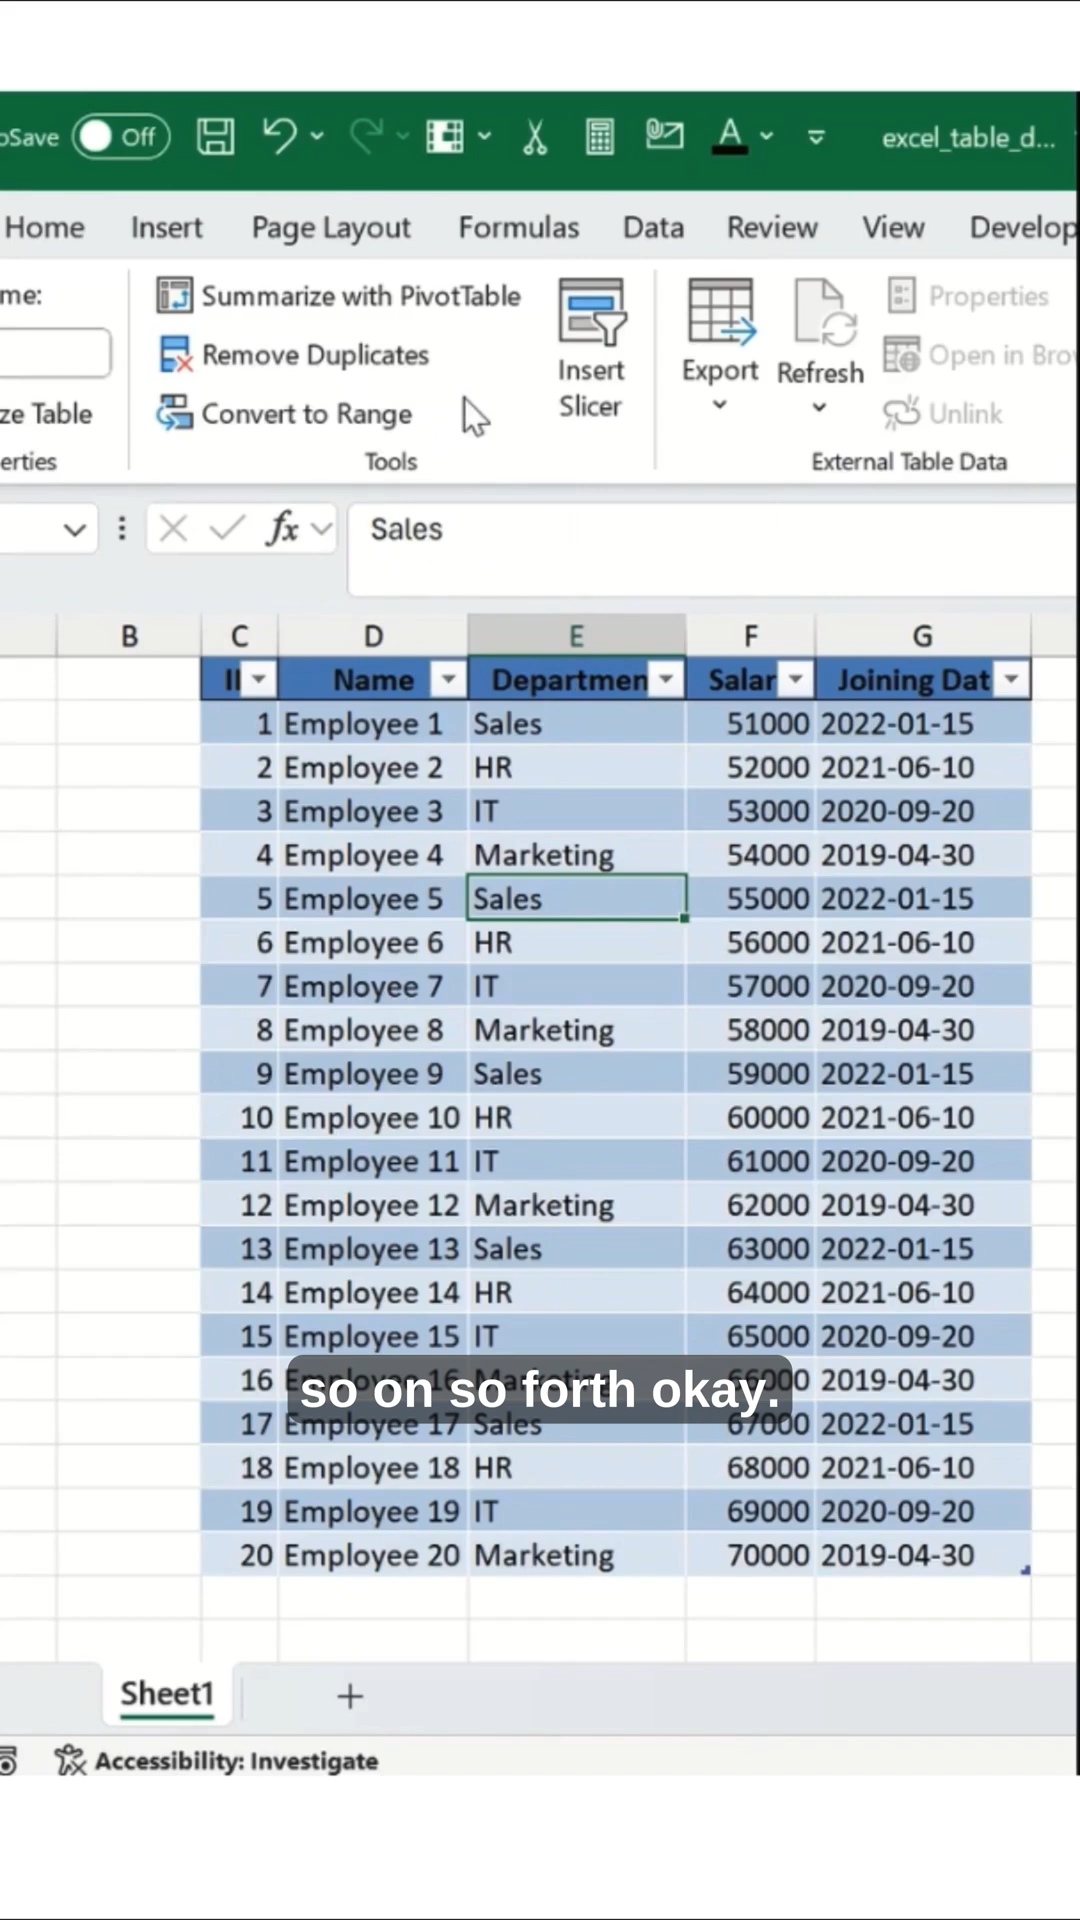 oSave Off excel_table_d...
Home Insert Page Layout Formulas Data Review View Develop
me: Summarize with PivotTable Properties
Remove Duplicates Insert Export Refresh Open in Bro
ze Table Convert to Range Slicer Unlink
erties Tools External Table Data
fx Sales
B C D E F G
Name Departmen Salar Joining Dat
1 Employee 1 Sales 51000 2022-01-15
2 Employee 2 HR 52000 2021-06-10
3 Employee 3 IT 53000 2020-09-20
4 Employee 4 Marketing 54000 2019-04-30
5 Employee 5 Sales 55000 2022-01-15
6 Employee 6 HR 56000 2021-06-10
7 Employee 7 IT 57000 2020-09-20
8 Employee 8 Marketing 58000 2019-04-30
9 Employee 9 Sales 59000 2022-01-15
10 Employee 10 HR 60000 2021-06-10
11 Employee 11 IT 61000 2020-09-20
12 Employee 12 Marketing 62000 2019-04-30
13 Employee 13 Sales 63000 2022-01-15
14 Employee 14 HR 64000 2021-06-10
15 Employee 15 IT 65000 2020-09-20
16 Employee 16 Marketing 66000 2019-04-30
so on so forth okay.
17 Employee 17 Sales 67000 2022-01-15
18 Employee 18 HR 68000 2021-06-10
19 Employee 19 IT 69000 2020-09-20
20 Employee 20 Marketing 70000 2019-04-30
Sheet1
Accessibility: Investigate